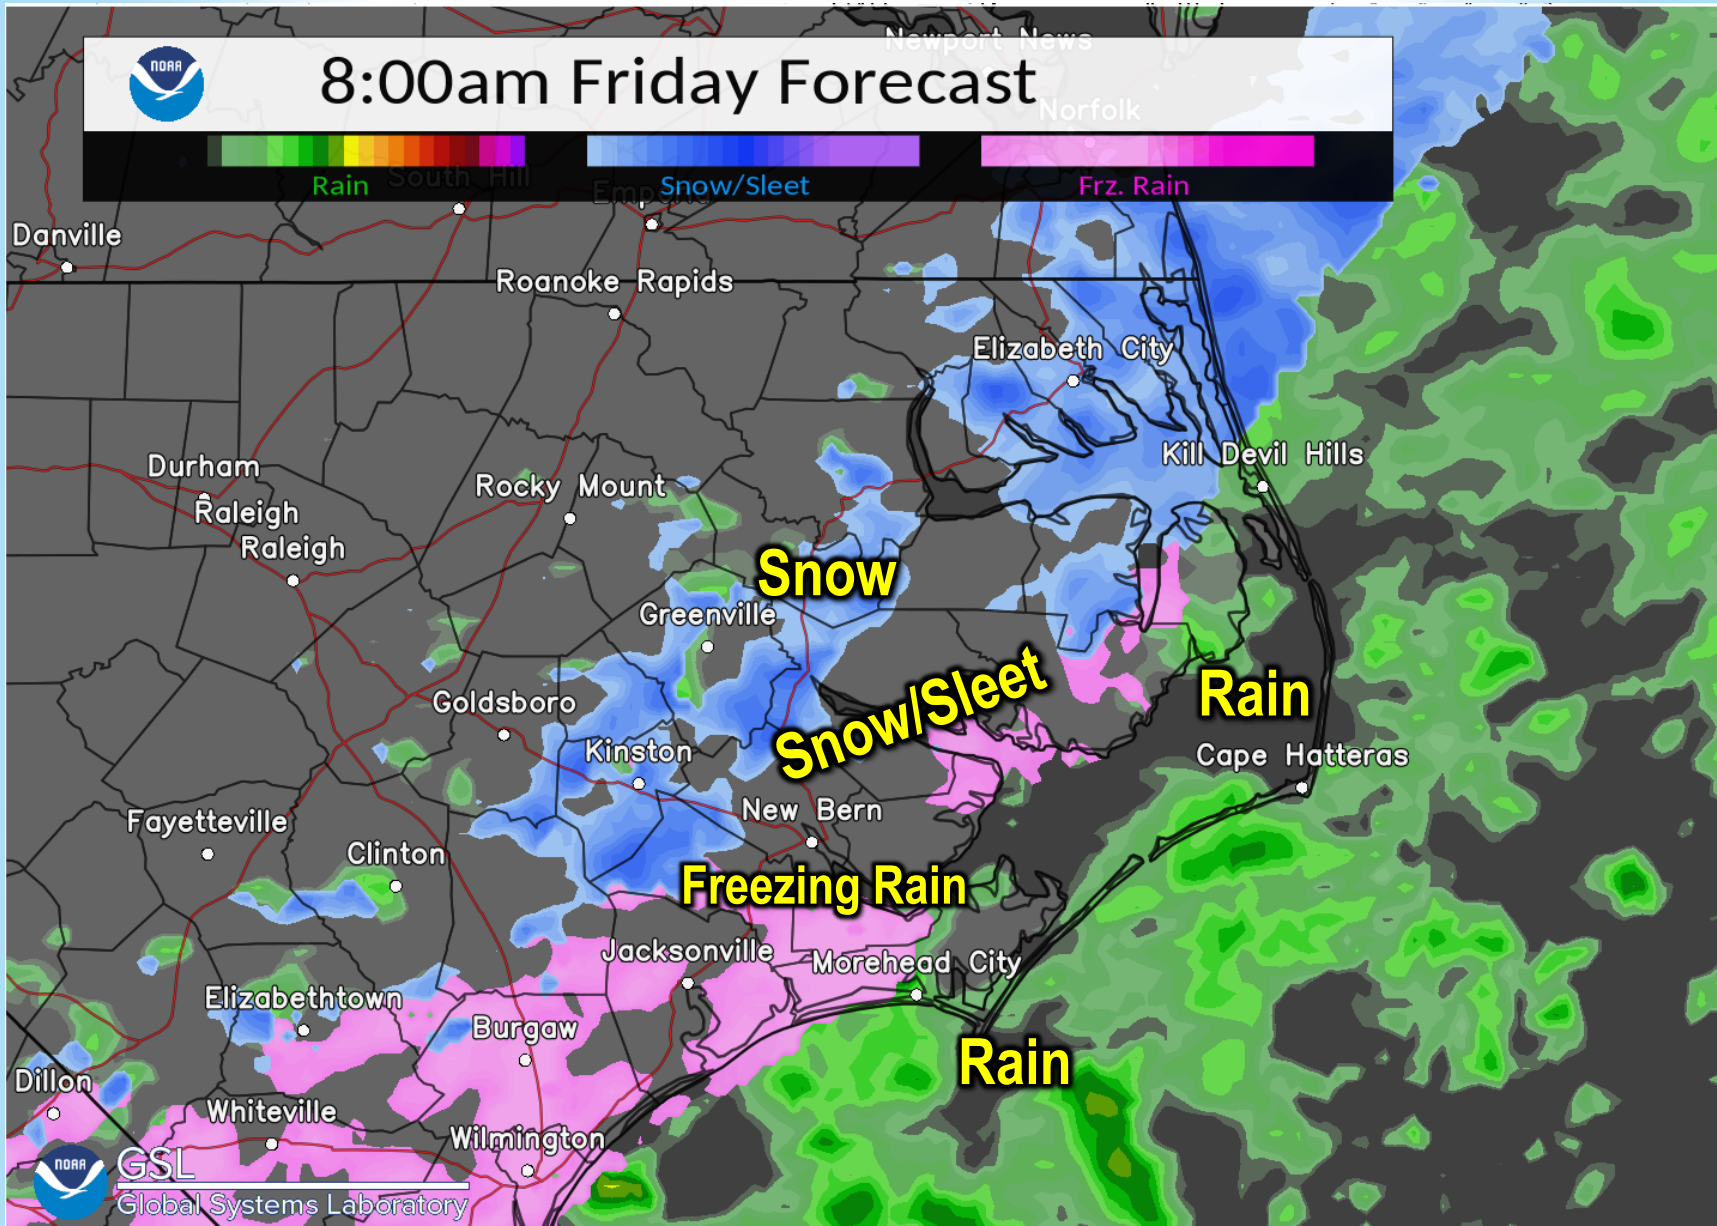 Newport News
NOAA
8:00am Friday Forecast
Norfolk
Rain
Snow/Sleet
Frz. Rain
South Hill
Danville
Roanoke Rapids
Elizabeth City
Kill Devil Hills
Durham
Rocky Mount
Raleigh
Raleigh
Snow
Greenville
Snow/Sleet
Rain
Goldsboro
Kinston
Cape Hatteras
New Bern
Fayetteville
Clinton
Freezing Rain
Jacksonville
Morehead City
Elizabethtown
Burgaw
Rain
Dillon
Whiteville
Wilmington
NOAA
GSL
Global Systems Laboratory